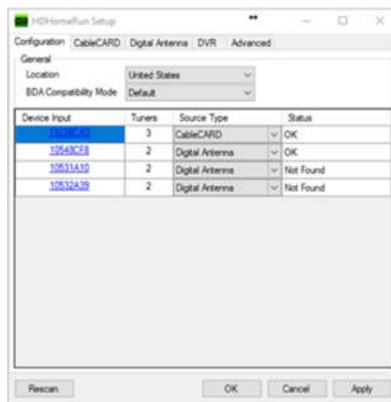 HDHomeRun Setup
Configuration CableCARD Digital Antenna DVR Advanced
General
Location United States
BDA Compatibility Mode Default
Device Input Tuners Source Type Status
3 CableCARD OK
10548CF8 2 Digital Antenna OK
10531A10 2 Digital Antenna Not Found
10532A39 2 Digital Antenna Not Found
Rescan OK Cancel Apply